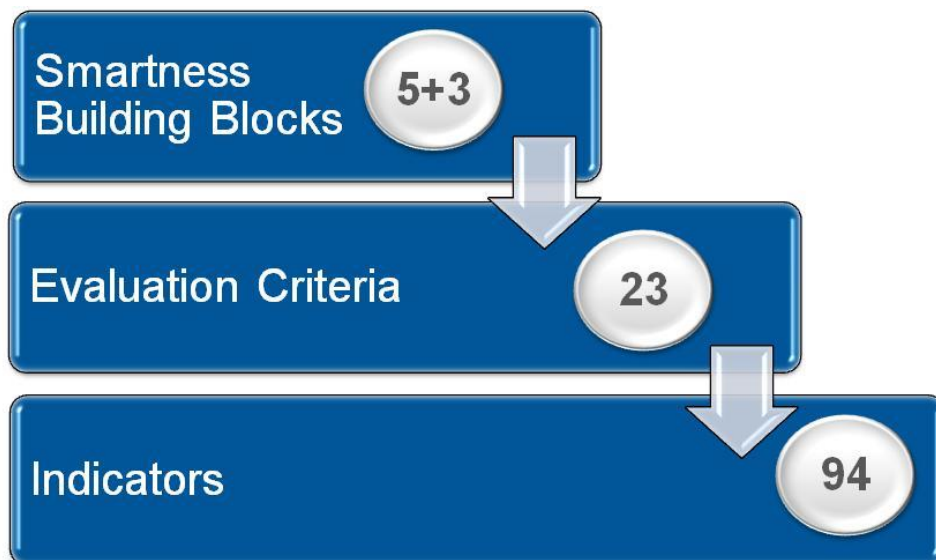 Smartness
Building Blocks
5+3
Evaluation Criteria
23
Indicators
94